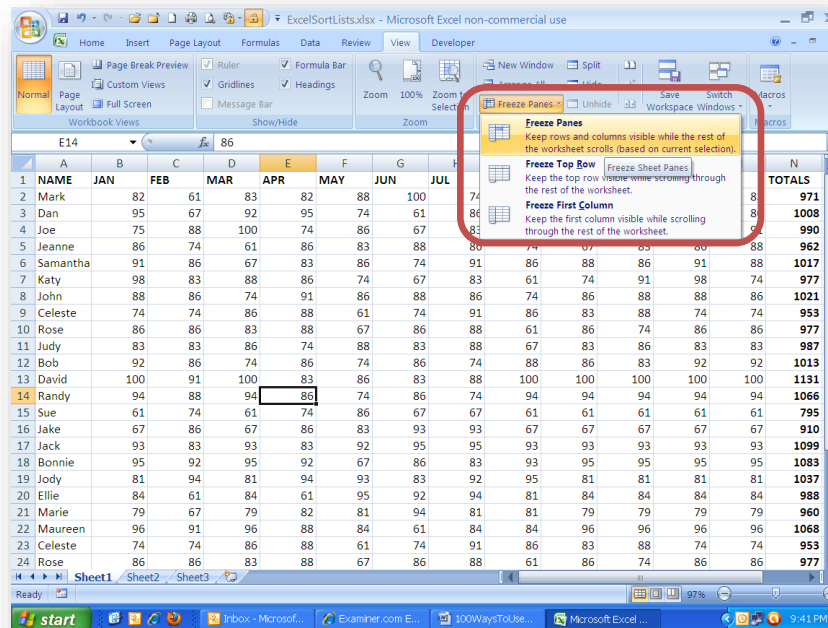 ExcelSortLists.xlsx - Microsoft Excel non-commercial use
Home Insert Page Layout Formulas Data Review View Developer
Normal Page Layout Page Break Preview Custom Views Full Screen
Workbook Views
Ruler Formula Bar
Gridlines Headings
Message Bar
Show/Hide
Zoom 100% Zoom to Selection
Zoom
New Window Split
Arrange All Hide
Freeze Panes Unhide
Save Workspace Switch Windows
Macros
Macros
Freeze Panes
Keep rows and columns visible while the rest of
the worksheet scrolls (based on current selection).
Freeze Top Row
Freeze Sheet Panes
Keep the top row visible while scrolling through
the rest of the worksheet.
Freeze First Column
Keep the first column visible while scrolling
through the rest of the worksheet.
E14 fx 86
A B C D E F G H N
1 NAME JAN FEB MAR APR MAY JUN JUL TOTALS
2 Mark 82 61 83 82 88 100 74 971
3 Dan 95 67 92 95 74 61 86 86 1008
4 Joe 75 88 100 74 86 67 83 91 990
5 Jeanne 86 74 61 86 83 88 86 74 67 83 86 88 962
6 Samantha 91 86 67 83 86 74 91 86 88 86 91 88 1017
7 Katy 98 83 88 86 74 67 83 61 74 91 98 74 977
8 John 88 86 74 91 86 88 86 74 86 88 88 86 1021
9 Celeste 74 74 86 88 61 74 91 86 83 88 74 74 953
10 Rose 86 86 83 88 67 86 88 61 86 74 86 86 977
11 Judy 83 83 86 74 88 83 88 67 83 86 83 83 987
12 Bob 92 86 74 86 74 86 74 88 86 83 92 92 1013
13 David 100 91 100 83 86 83 88 100 100 100 100 100 1131
14 Randy 94 88 94 86 74 86 74 94 94 94 94 94 1066
15 Sue 61 74 61 74 86 67 67 61 61 61 61 61 795
16 Jake 67 86 67 86 83 93 93 67 67 67 67 67 910
17 Jack 93 83 93 83 92 95 95 93 93 93 93 93 1099
18 Bonnie 95 92 95 92 67 86 83 93 95 95 95 95 1083
19 Jody 81 94 81 94 93 83 92 95 81 81 81 81 1037
20 Ellie 84 61 84 61 95 92 94 81 84 84 84 84 988
21 Marie 79 67 79 82 81 94 81 81 79 79 79 79 960
22 Maureen 96 91 96 88 84 61 84 84 96 96 96 96 1068
23 Celeste 74 74 86 88 61 74 91 86 83 88 74 74 953
24 Rose 86 86 83 88 67 86 88 61 86 74 86 86 977
Sheet1 Sheet2 Sheet3
Ready 97%
start Inbox - Microsof... Examiner.com E... 100WaysToUse... Microsoft Excel ... 9:41 PM